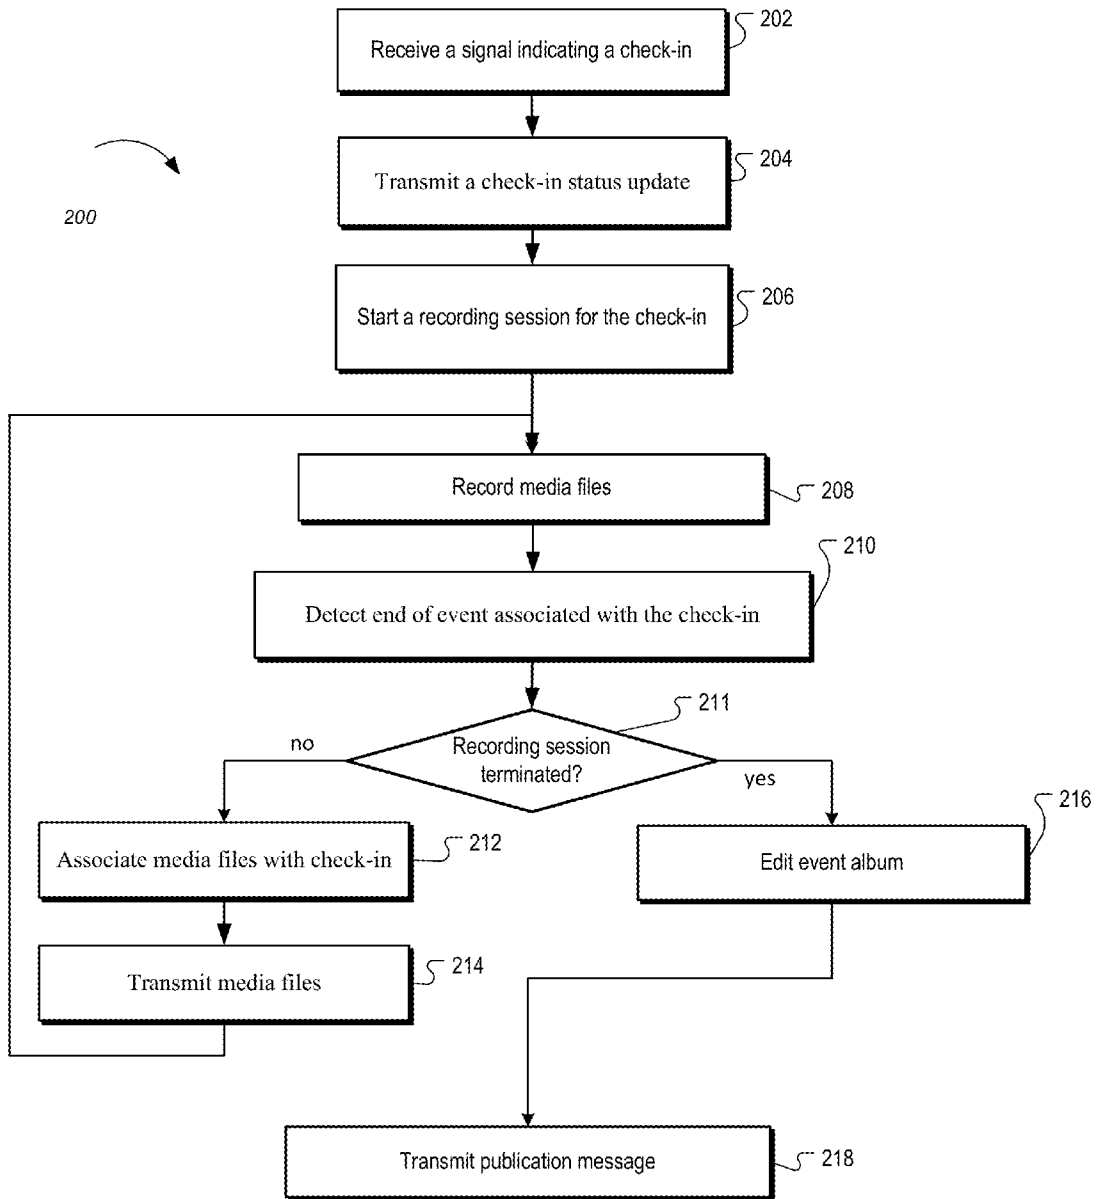 Receive a signal indicating a check-in
202
Transmit a check-in status update
204
200
Start a recording session for the check-in
206
Record media files
208
Detect end of event associated with the check-in
210
211
Recording session
terminated?
no
yes
Associate media files with check-in
212
Edit event album
216
Transmit media files
214
Transmit publication message
218